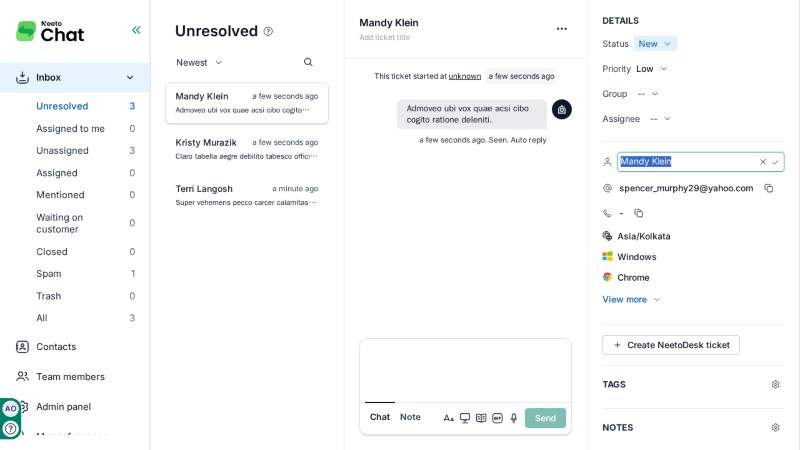 Neeto
Chat
Inbox
Unresolved 3
Assigned to me 0
Unassigned 3
Assigned 0
Mentioned 0
Waiting on
customer 0
Closed 0
Spam 1
Trash 0
All 3
Contacts
Team members
Admin panel
AO
Unresolved
Newest
Mandy Klein a few seconds ago
Admoveo ubi vox quae acsi cibo cogito···
Kristy Murazik a few seconds ago
Claro tabella aegre debilito tabesco offici···
Terri Langosh a minute ago
Super vehemens pecco carcer calamitas···
Mandy Klein
Add ticket title
This ticket started at unknown a few seconds ago
Admoveo ubi vox quae acsi cibo
cogito ratione deleniti.
a few seconds ago. Seen. Auto reply
Chat Note
GIF
Send
DETAILS
Status New
Priority Low
Group --
Assignee --
Mandy Klein
spencer_murphy29@yahoo.com
-
Asia/Kolkata
Windows
Chrome
View more
+ Create NeetoDesk ticket
TAGS
NOTES